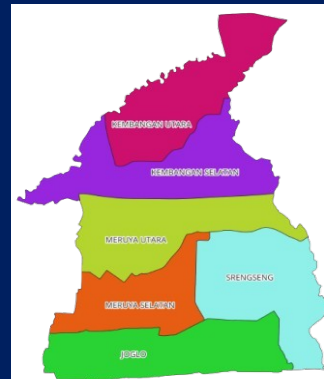 KEMBANGAN UTARA
KEMBANGAN SELATAN
MERUYA UTARA
SRENGSENG
MERUYA SELATAN
JOGLO